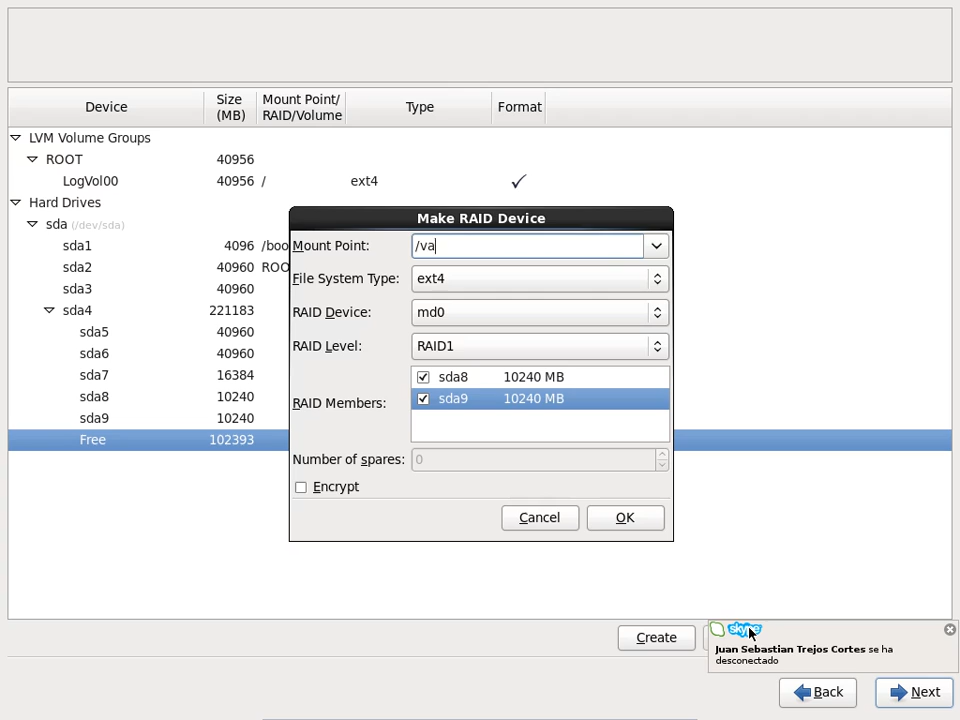 Device
Size (MB)
Mount Point/ RAID/Volume
Type
Format
LVM Volume Groups
ROOT 40956
LogVol00 40956 / ext4
Hard Drives
sda (/dev/sda)
sda1 4096 /boo
sda2 40960 ROO
sda3 40960
sda4 221183
sda5 40960
sda6 40960
sda7 16384
sda8 10240
sda9 10240
Free 102393
Make RAID Device
Mount Point: /va
File System Type: ext4
RAID Device: md0
RAID Level: RAID1
RAID Members:
sda8 10240 MB
sda9 10240 MB
Number of spares: 0
Encrypt
Cancel OK
Create
skype
Juan Sebastian Trejos Cortes se ha
desconectado
Back Next